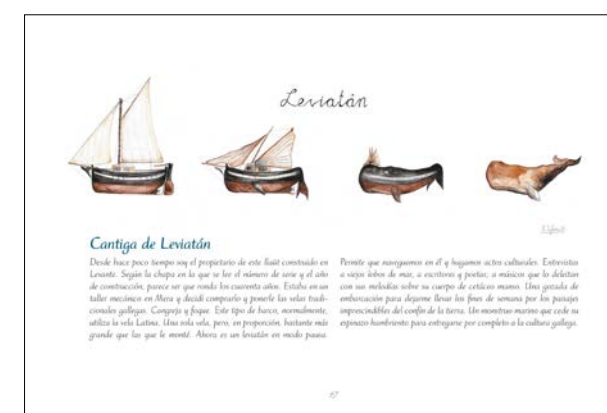 Leviatán
Cantiga de Leviatán
Desde hace poco tiempo soy el propietario de este llaüt construido en
Levante. Según la chapa en la que se lee el número de serie y el año
de construcción, parece ser que ronda los cuarenta años. Estaba en un
taller mecánico en Mera y decidí comprarlo y ponerle las velas tradi-
cionales gallegas. Cangreja y foque. Este tipo de barco, normalmente,
utiliza la vela Latina. Una sola vela, pero, en proporción, bastante más
grande que las que le monté. Ahora es un leviatán en modo pausa.
Permite que naveguemos en él y hagamos actos culturales. Entrevistas
a viejos lobos de mar, a escritores y poetas; a músicos que lo deleitan
con sus melodías sobre su cuerpo de cetáceo manso. Una gozada de
embarcación para dejarme llevar los fines de semana por los paisajes
imprescindibles del confín de la tierra. Un monstruo marino que cede su
espinazo hambriento para entregarse por completo a la cultura gallega.
67